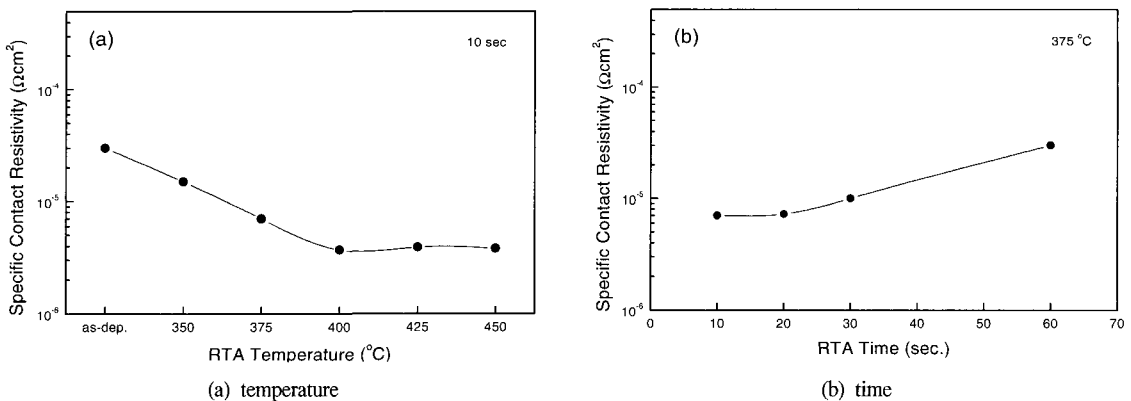 (a)
10 sec
Specific Contact Resistivity (Ωcm²)
10⁻⁴
10⁻⁵
10⁻⁶
as-dep. 350 375 400 425 450
RTA Temperature (°C)
(a) temperature
(b)
375 °C
Specific Contact Resistivity (Ωcm²)
10⁻⁴
10⁻⁵
10⁻⁶
0 10 20 30 40 50 60 70
RTA Time (sec.)
(b) time